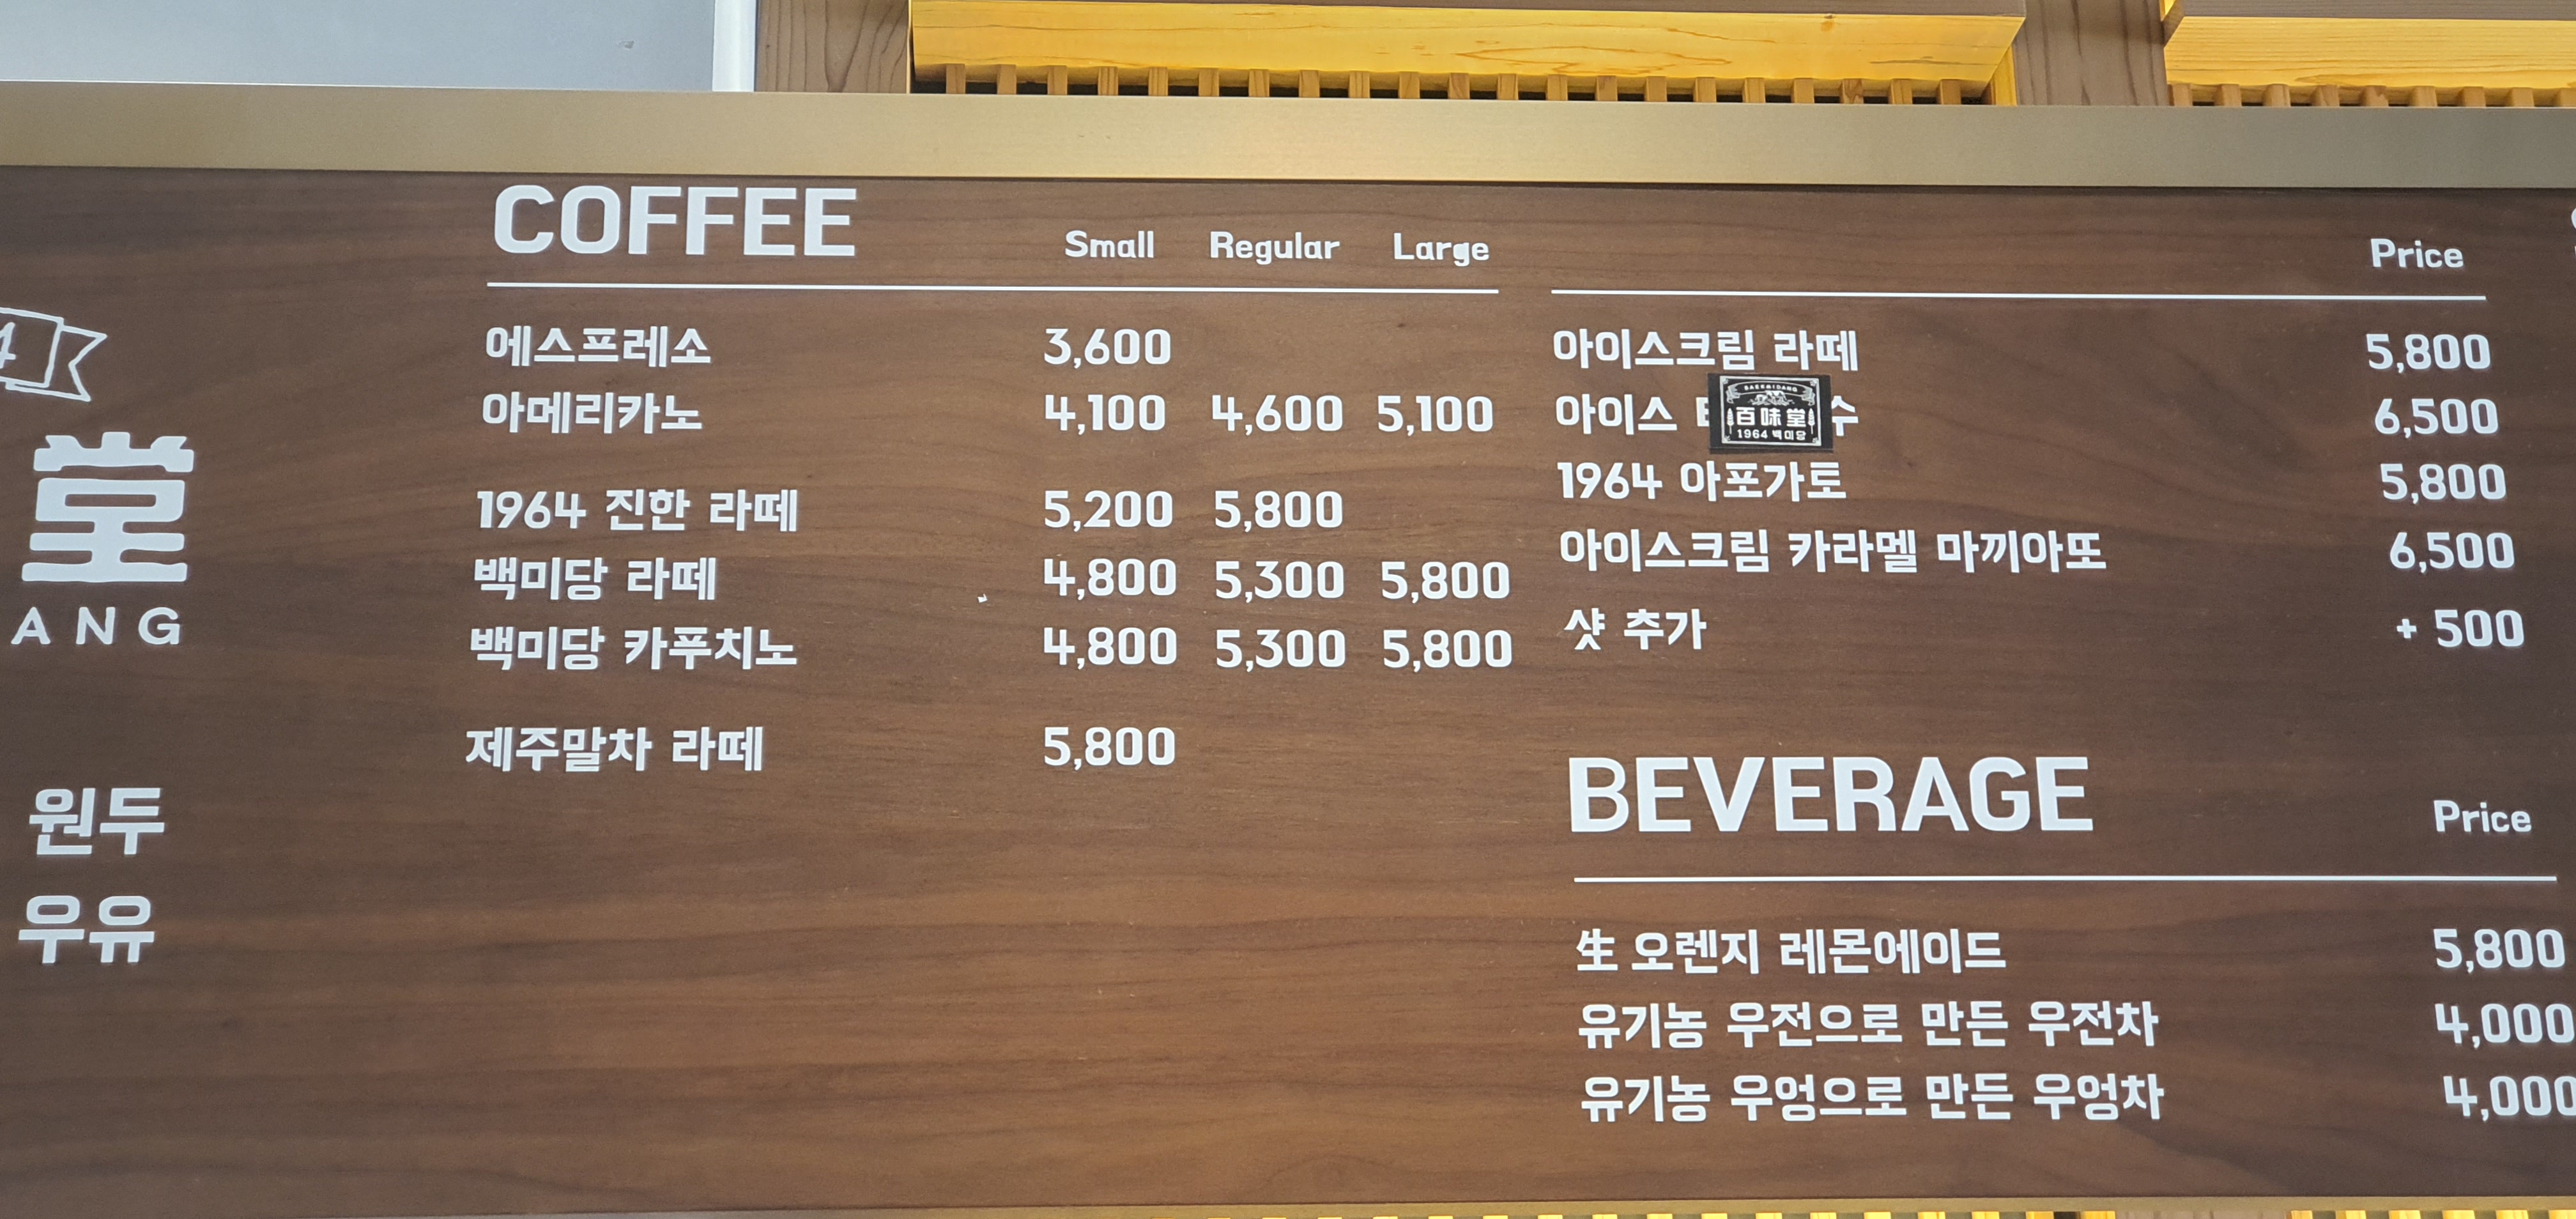 4
堂
ANG
원두
우유
COFFEE Small Regular Large
에스프레소 3,600
아메리카노 4,100 4,600 5,100
1964 진한 라떼 5,200 5,800
백미당 라떼 4,800 5,300 5,800
백미당 카푸치노 4,800 5,300 5,800
제주말차 라떼 5,800
Price
아이스크림 라떼 5,800
아이스 수 6,500
BAEKMIDANG
百味堂
1964 백미당
1964 아포가토 5,800
아이스크림 카라멜 마끼아또 6,500
샷 추가 + 500
BEVERAGE Price
生 오렌지 레몬에이드 5,800
유기농 우전으로 만든 우전차 4,000
유기농 우엉으로 만든 우엉차 4,000